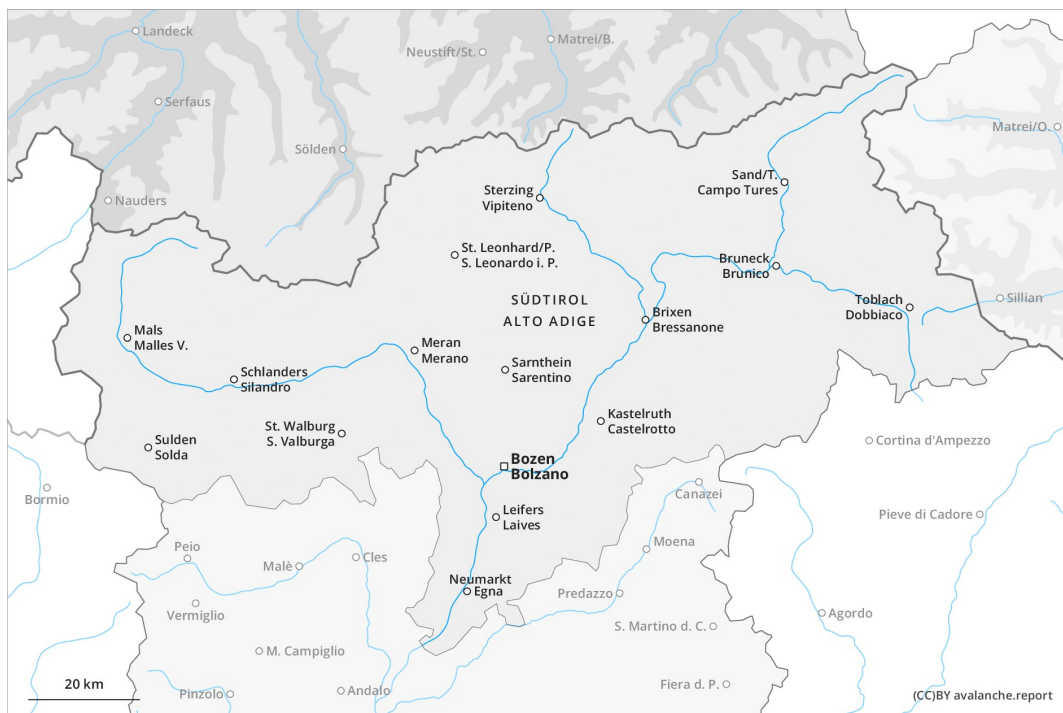 Landeck
Neustift/St.
Matrei/B.
Serfaus
Matrei/O.
Sölden
Nauders
Sand/T.
Campo Tures
Sterzing
Vipiteno
St. Leonhard/P.
S. Leonardo i. P.
Bruneck
Brunico
SÜDTIROL
ALTO ADIGE
Toblach
Dobbiaco
Sillian
Brixen
Bressanone
Mals
Malles V.
Meran
Merano
Sarnthein
Sarentino
Schlanders
Silandro
Kastelruth
Castelrotto
St. Walburg
S. Valburga
Sulden
Solda
Cortina d'Ampezzo
Bozen
Bolzano
Bormio
Canazei
Leifers
Laives
Pieve di Cadore
Moena
Peio
Cles
Malè
Neumarkt
Egna
Predazzo
Vermiglio
Agordo
S. Martino d. C.
M. Campiglio
Fiera d. P.
Andalo
Pinzolo
20 km
(CC)BY avalanche.report